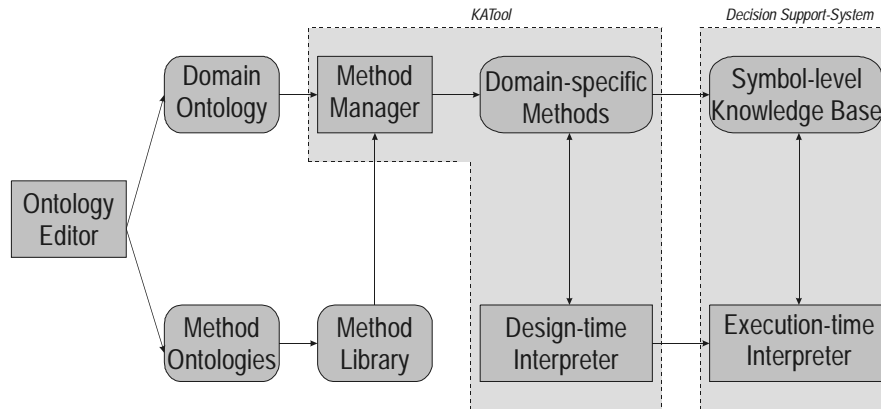 KATool
Decision Support-System
Domain
Ontology
Method
Manager
Domain-specific
Methods
Symbol-level
Knowledge Base
Ontology
Editor
Method
Ontologies
Method
Library
Design-time
Interpreter
Execution-time
Interpreter